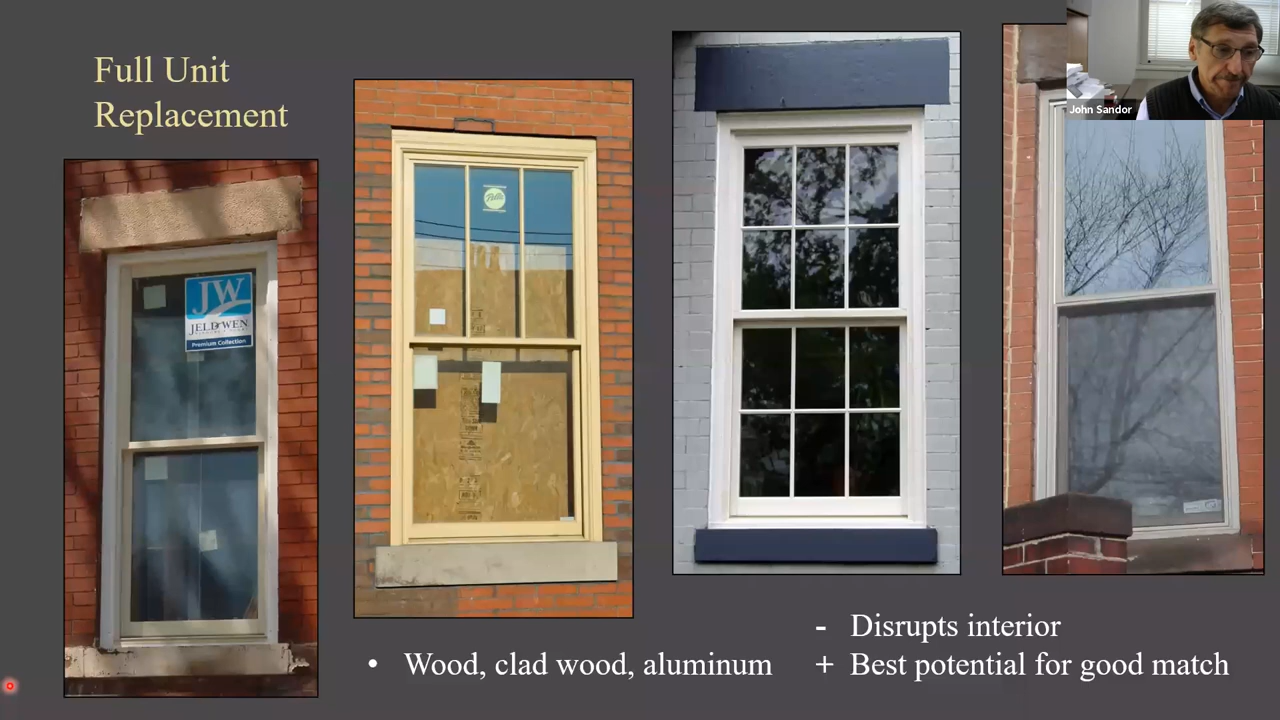 Full Unit
Replacement
John Sandor
JW
JELD WEN
Premium Collection
Pella
- Disrupts interior
• Wood, clad wood, aluminum
+ Best potential for good match